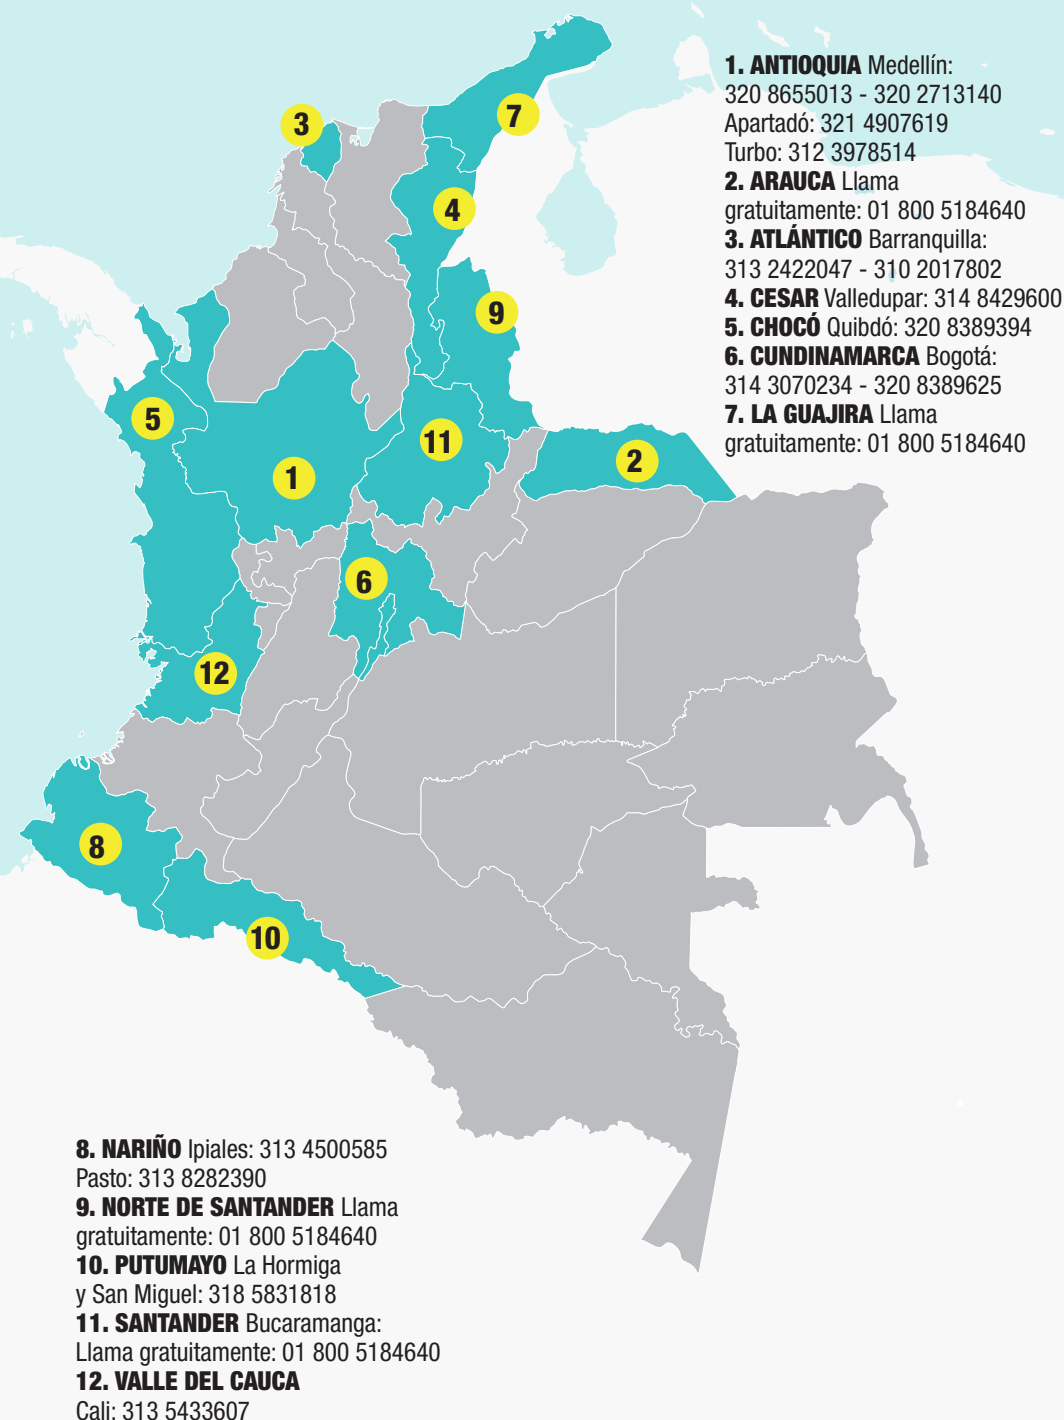 1. ANTIOQUIA Medellín:
320 8655013 - 320 2713140
Apartadó: 321 4907619
Turbo: 312 3978514
2. ARAUCA Llama
gratuitamente: 01 800 5184640
3. ATLÁNTICO Barranquilla:
313 2422047 - 310 2017802
4. CESAR Valledupar: 314 8429600
5. CHOCÓ Quibdó: 320 8389394
6. CUNDINAMARCA Bogotá:
314 3070234 - 320 8389625
7. LA GUAJIRA Llama
gratuitamente: 01 800 5184640
3
7
4
9
5
11
1
2
6
12
8
10
8. NARIÑO Ipiales: 313 4500585
Pasto: 313 8282390
9. NORTE DE SANTANDER Llama
gratuitamente: 01 800 5184640
10. PUTUMAYO La Hormiga
y San Miguel: 318 5831818
11. SANTANDER Bucaramanga:
Llama gratuitamente: 01 800 5184640
12. VALLE DEL CAUCA
Cali: 313 5433607